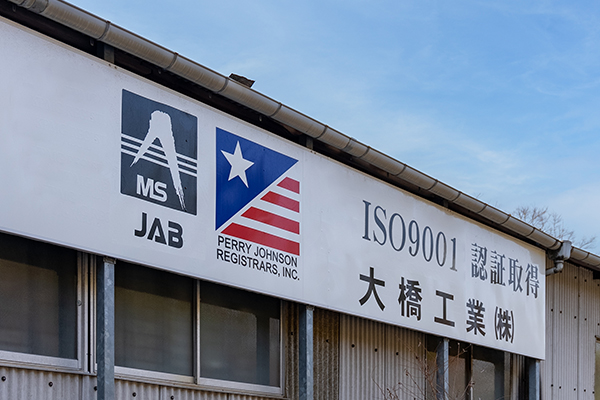 MS
JAB
PERRY JOHNSON
REGISTRARS, INC.
ISO9001 認証取得
大橋工業㈱